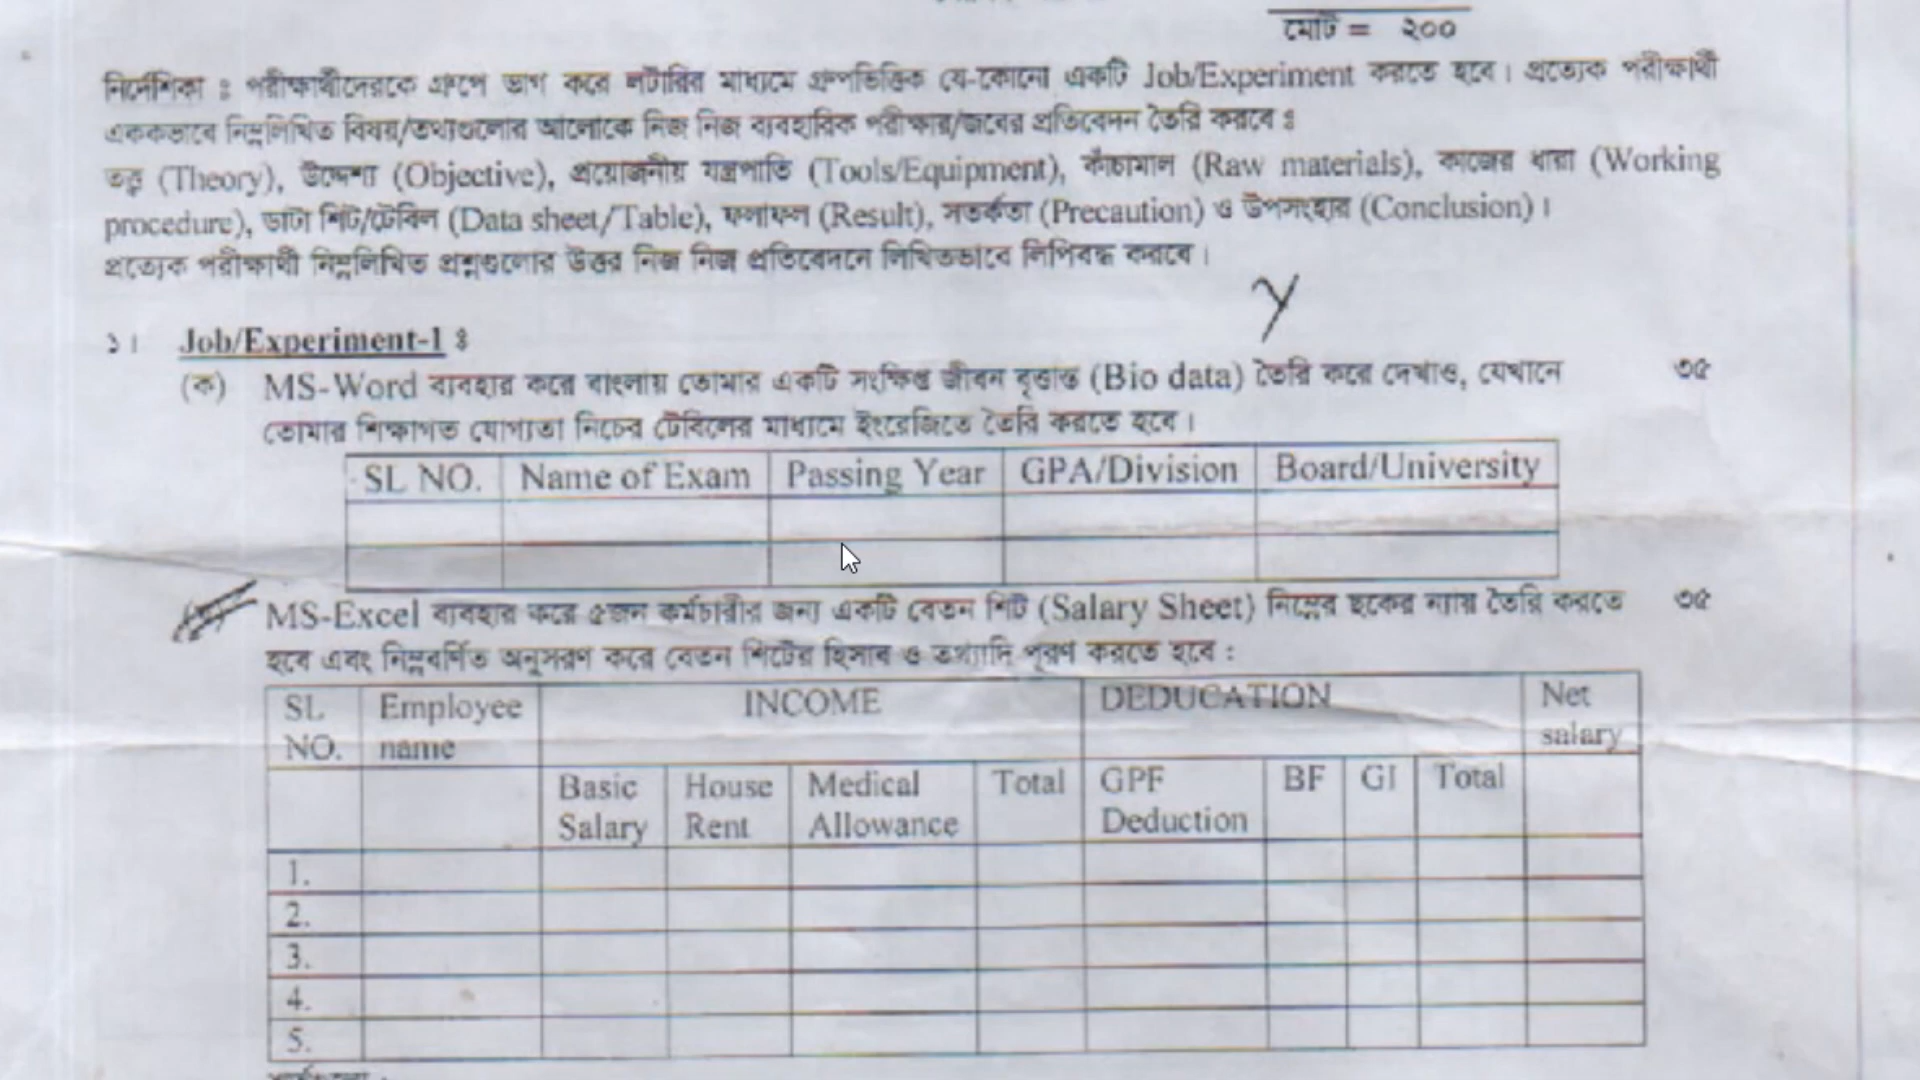 মোট = ২০০
নির্দেশিকা ঃ পরীক্ষার্থীদেরকে গ্রুপে ভাগ করে লটারির মাধ্যমে গ্রুপভিত্তিক যে-কোনো একটি Job/Experiment করতে হবে। প্রত্যেক পরীক্ষার্থী
এককভাবে নিম্নলিখিত বিষয়/তথ্যগুলোর আলোকে নিজ নিজ ব্যবহারিক পরীক্ষার/জবের প্রতিবেদন তৈরি করবে ঃ
তত্ত্ব (Theory), উদ্দেশ্য (Objective), প্রয়োজনীয় যন্ত্রপাতি (Tools/Equipment), কাঁচামাল (Raw materials), কাজের ধারা (Working
procedure), ডাটা শিট/টেবিল (Data sheet/Table), ফলাফল (Result), সতর্কতা (Precaution) ও উপসংহার (Conclusion)।
প্রত্যেক পরীক্ষার্থী নিম্নলিখিত প্রশ্নগুলোর উত্তর নিজ নিজ প্রতিবেদনে লিখিতভাবে লিপিবদ্ধ করবে।
১। Job/Experiment-1 ঃ
(ক) MS-Word ব্যবহার করে বাংলায় তোমার একটি সংক্ষিপ্ত জীবন বৃত্তান্ত (Bio data) তৈরি করে দেখাও, যেখানে ৩৫
তোমার শিক্ষাগত যোগ্যতা নিচের টেবিলের মাধ্যমে ইংরেজিতে তৈরি করতে হবে।
SL NO. Name of Exam Passing Year GPA/Division Board/University
MS-Excel ব্যবহার করে ৫জন কর্মচারীর জন্য একটি বেতন শিট (Salary Sheet) নিম্নের ছকের ন্যায় তৈরি করতে ৩৫
হবে এবং নিম্নবর্ণিত অনুসরণ করে বেতন শিটের হিসাব ও তথ্যাদি পূরণ করতে হবে :
SL NO. Employee name INCOME DEDUCATION Net salary
Basic Salary House Rent Medical Allowance Total GPF Deduction BF GI Total
1.
2.
3.
4.
5.